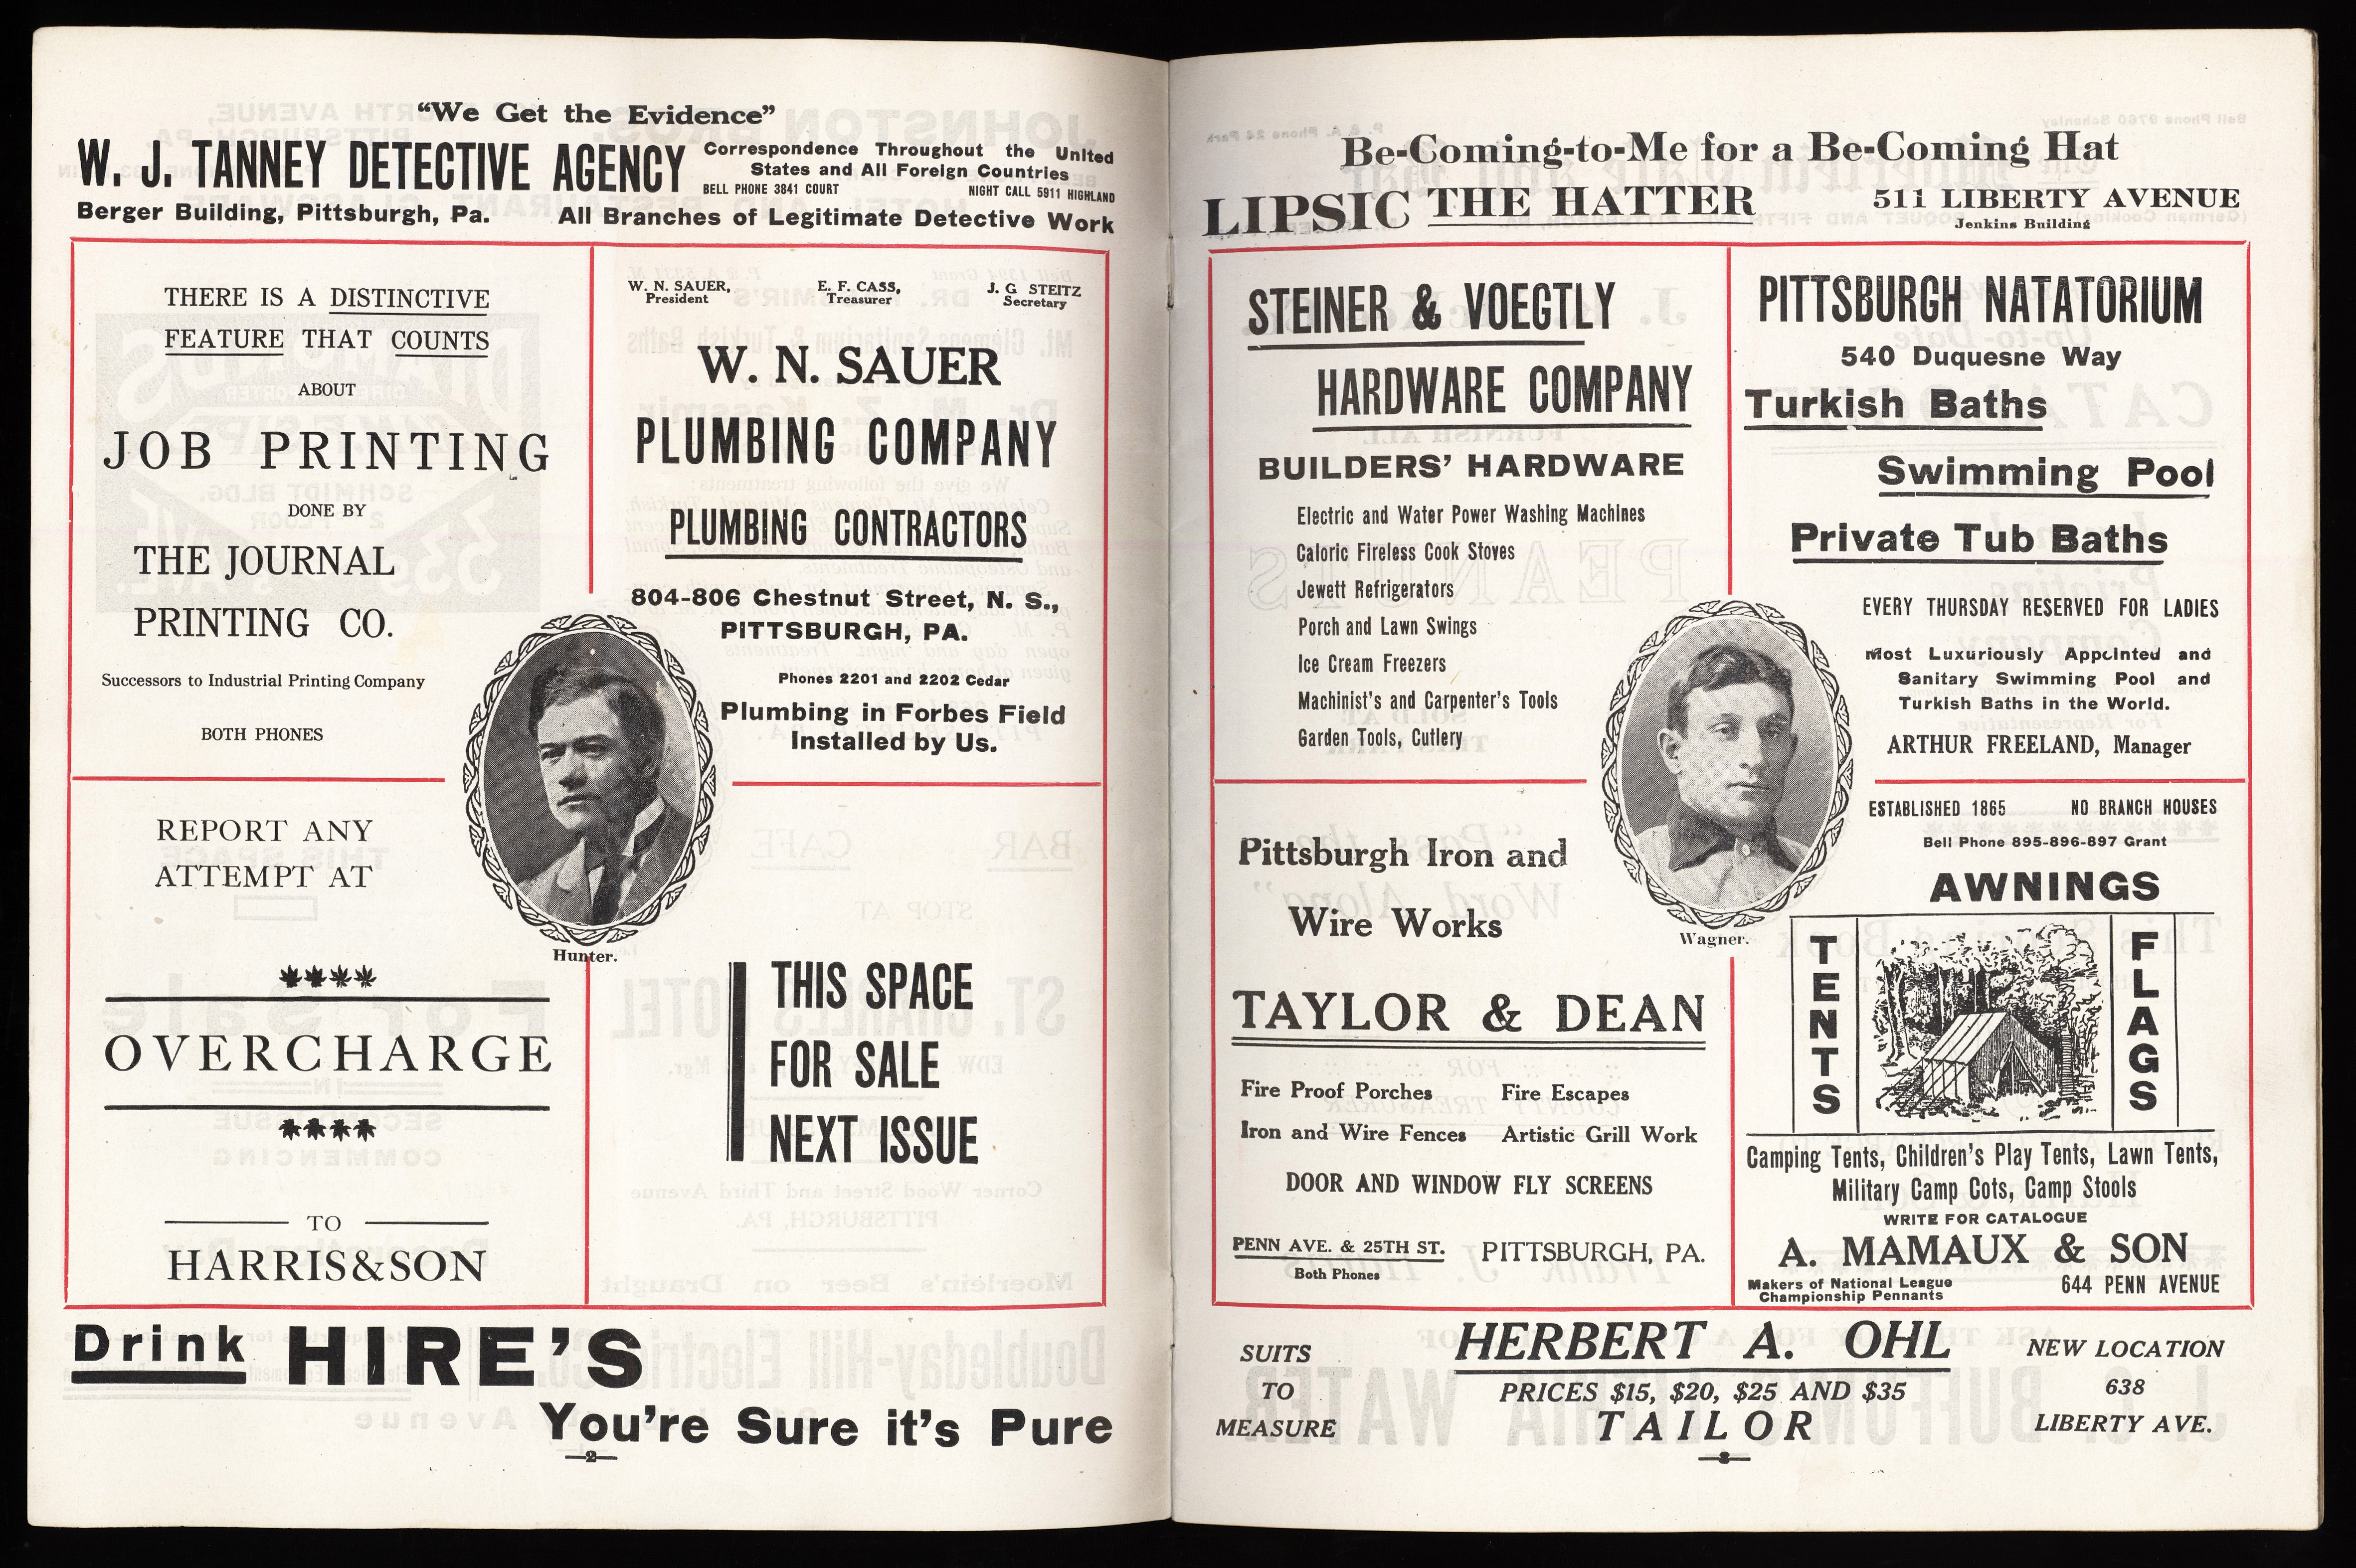 “We Get the Evidence”
W. J. TANNEY DETECTIVE AGENCY
Correspondence Throughout the United
States and All Foreign Countries
BELL PHONE 3841 COURT NIGHT CALL 5911 HIGHLAND
Berger Building, Pittsburgh, Pa. All Branches of Legitimate Detective Work
THERE IS A DISTINCTIVE
FEATURE THAT COUNTS
ABOUT
JOB PRINTING
DONE BY
THE JOURNAL
PRINTING CO.
Successors to Industrial Printing Company
BOTH PHONES
W. N. SAUER, E. F. CASS, J. G STEITZ
President Treasurer Secretary
W. N. SAUER
PLUMBING COMPANY
PLUMBING CONTRACTORS
804-806 Chestnut Street, N. S.,
PITTSBURGH, PA.
Phones 2201 and 2202 Cedar
Plumbing in Forbes Field
Installed by Us.
Hunter.
REPORT ANY
ATTEMPT AT
OVERCHARGE
TO
HARRIS&SON
THIS SPACE
FOR SALE
NEXT ISSUE
Drink HIRE’S
You’re Sure it’s Pure
2
Be-Coming-to-Me for a Be-Coming Hat
LIPSIC THE HATTER 511 LIBERTY AVENUE
Jenkins Building
STEINER & VOEGTLY
HARDWARE COMPANY
BUILDERS’ HARDWARE
Electric and Water Power Washing Machines
Caloric Fireless Cook Stoves
Jewett Refrigerators
Porch and Lawn Swings
Ice Cream Freezers
Machinist’s and Carpenter’s Tools
Garden Tools, Cutlery
PITTSBURGH NATATORIUM
540 Duquesne Way
Turkish Baths
Swimming Pool
Private Tub Baths
EVERY THURSDAY RESERVED FOR LADIES
Most Luxuriously Appointed and
Sanitary Swimming Pool and
Turkish Baths in the World.
ARTHUR FREELAND, Manager
Wagner.
Pittsburgh Iron and
Wire Works
TAYLOR & DEAN
Fire Proof Porches Fire Escapes
Iron and Wire Fences Artistic Grill Work
DOOR AND WINDOW FLY SCREENS
PENN AVE. & 25TH ST. PITTSBURGH, PA.
Both Phones
ESTABLISHED 1865 NO BRANCH HOUSES
Bell Phone 895-896-897 Grant
AWNINGS
TENTS
FLAGS
Camping Tents, Children’s Play Tents, Lawn Tents,
Military Camp Cots, Camp Stools
WRITE FOR CATALOGUE
A. MAMAUX & SON
Makers of National League
Championship Pennants
644 PENN AVENUE
SUITS
TO
MEASURE
HERBERT A. OHL
PRICES $15, $20, $25 AND $35
TAILOR
NEW LOCATION
638
LIBERTY AVE.